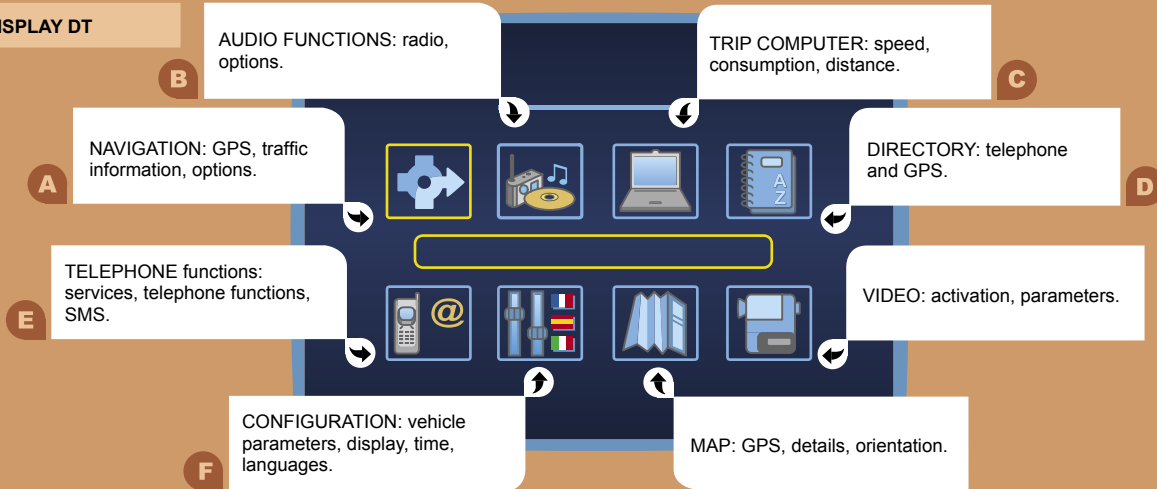 ISPLAY DT
AUDIO FUNCTIONS: radio,
options.
B
TRIP COMPUTER: speed,
consumption, distance.
C
NAVIGATION: GPS, traffic
information, options.
A
DIRECTORY: telephone
and GPS.
D
A
Z
TELEPHONE functions:
services, telephone functions,
SMS.
E
@
VIDEO: activation, parameters.
CONFIGURATION: vehicle
parameters, display, time,
languages.
F
MAP: GPS, details, orientation.